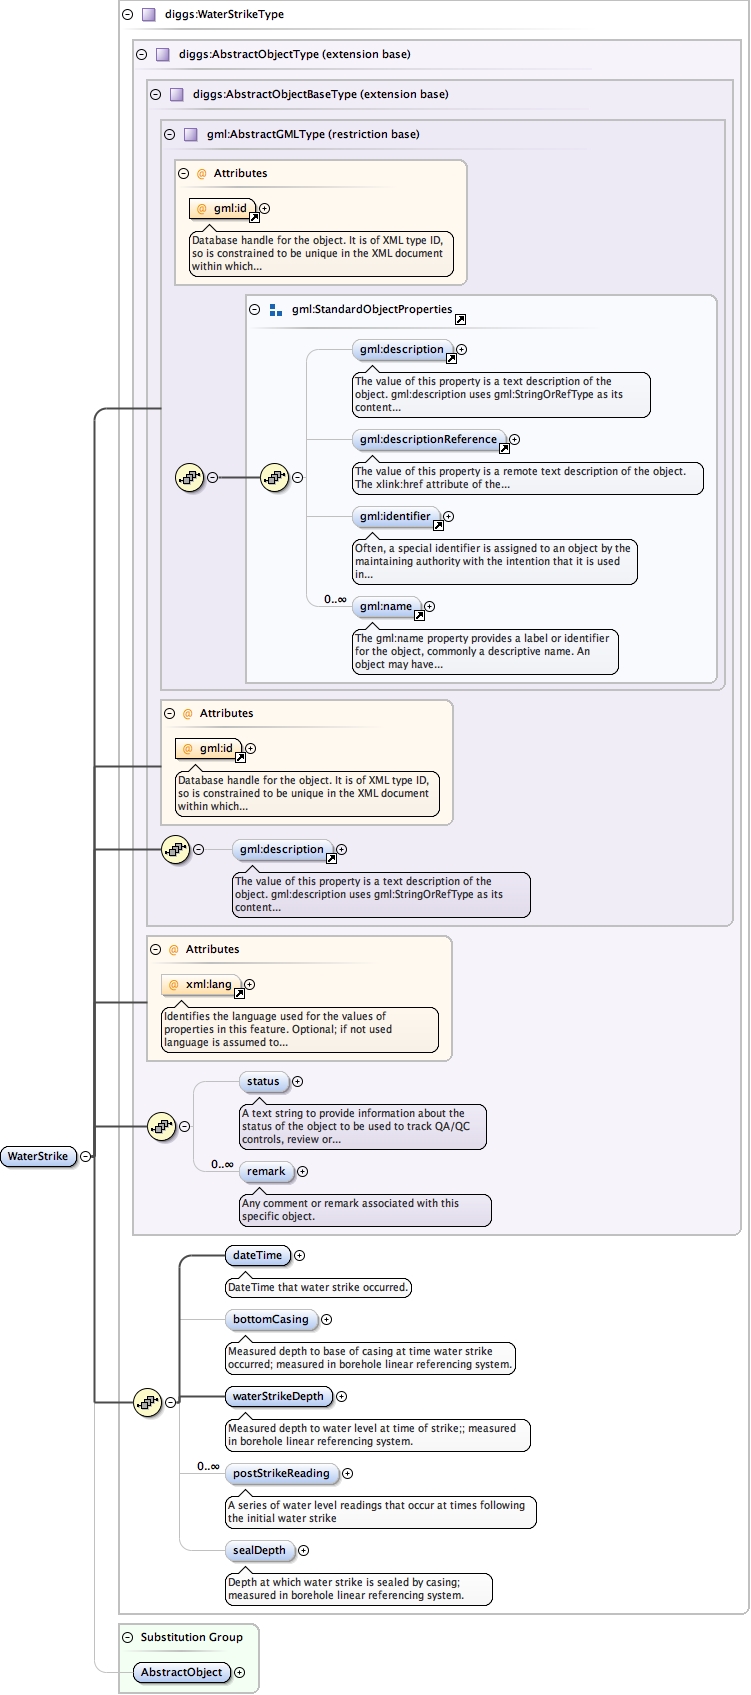 diggs:WaterStrikeType
diggs:AbstractObjectType (extension base)
diggs:AbstractObjectBaseType (extension base)
gml:AbstractGMLType (restriction base)
@ Attributes
@ gml:id
Database handle for the object. It is of XML type ID,
so is constrained to be unique in the XML document
within which...
gml:StandardObjectProperties
gml:description
The value of this property is a text description of the
object. gml:description uses gml:StringOrRefType as its
content...
gml:descriptionReference
The value of this property is a remote text description of the object.
The xlink:href attribute of the...
gml:identifier
Often, a special identifier is assigned to an object by the
maintaining authority with the intention that it is used
in...
0..∞
gml:name
The gml:name property provides a label or identifier
for the object, commonly a descriptive name. An
object may have...
@ Attributes
@ gml:id
Database handle for the object. It is of XML type ID,
so is constrained to be unique in the XML document
within which...
gml:description
The value of this property is a text description of the
object. gml:description uses gml:StringOrRefType as its
content...
@ Attributes
@ xml:lang
Identifies the language used for the values of
properties in this feature. Optional; if not used
language is assumed to...
status
A text string to provide information about the
status of the object to be used to track QA/QC
controls, review or...
WaterStrike
0..∞
remark
Any comment or remark associated with this
specific object.
dateTime
DateTime that water strike occurred.
bottomCasing
Measured depth to base of casing at time water strike
occurred; measured in borehole linear referencing system.
waterStrikeDepth
Measured depth to water level at time of strike;; measured
in borehole linear referencing system.
0..∞
postStrikeReading
A series of water level readings that occur at times following
the initial water strike
sealDepth
Depth at which water strike is sealed by casing;
measured in borehole linear referencing system.
Substitution Group
AbstractObject